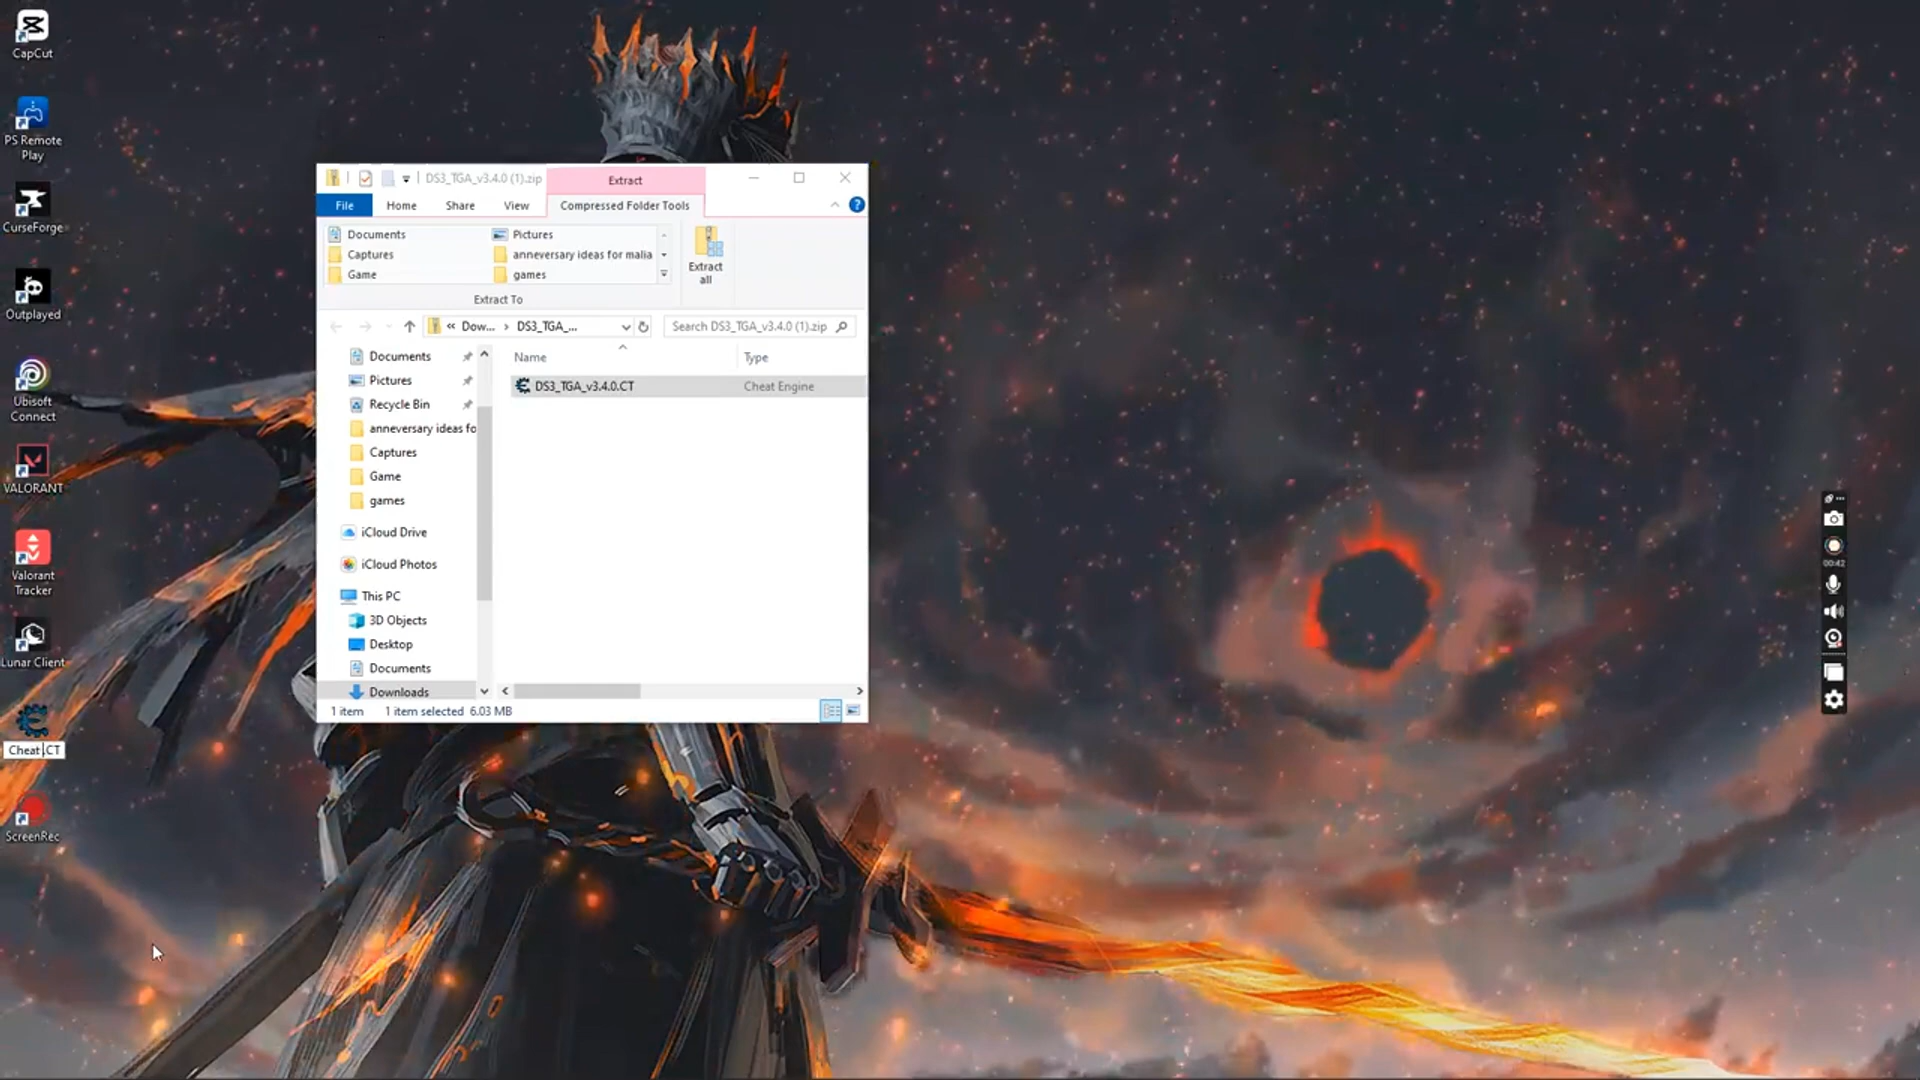 CapCut
PS Remote
Play
CurseForge
Outplayed
Ubisoft
Connect
VALORANT
Valorant
Tracker
Lunar Client
Cheat.CT
ScreenRec
DS3_TGA_v3.4.0 (1).zip
Extract
File
Home
Share
View
Compressed Folder Tools
Documents
Pictures
Captures
anneversary ideas for malia
Game
games
Extract
all
Extract To
« Dow... › DS3_TGA_...
Search DS3_TGA_v3.4.0 (1).zip
Documents
Pictures
Recycle Bin
anneversary ideas fo
Captures
Game
games
iCloud Drive
iCloud Photos
This PC
3D Objects
Desktop
Documents
Downloads
Name
Type
DS3_TGA_v3.4.0.CT
Cheat Engine
1 item
1 item selected 6.03 MB
00:42